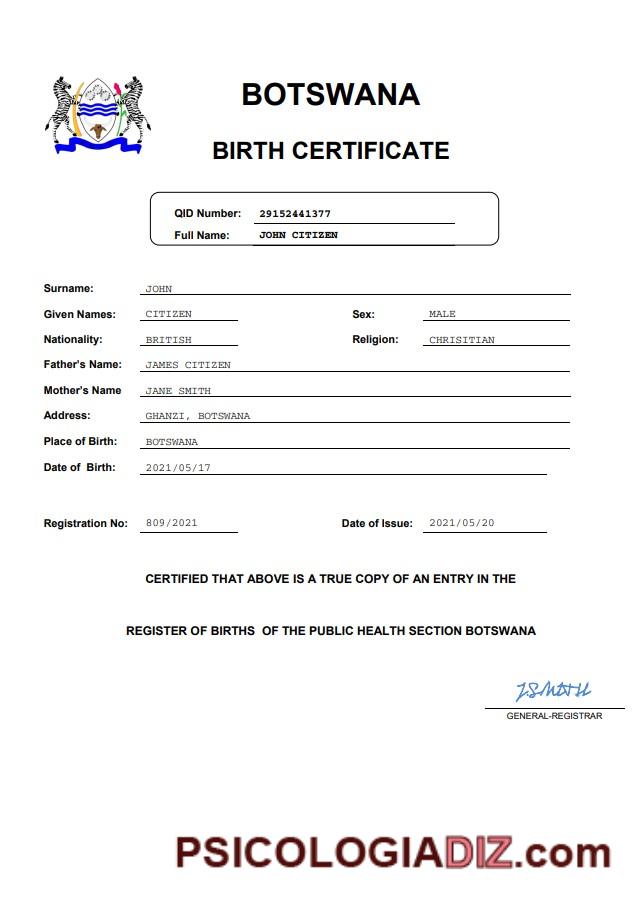 BOTSWANA
BIRTH CERTIFICATE
QID Number: 29152441377
Full Name: JOHN CITIZEN
Surname: JOHN
Given Names: CITIZEN Sex: MALE
Nationality: BRITISH Religion: CHRISITIAN
Father's Name: JAMES CITIZEN
Mother's Name JANE SMITH
Address: GHANZI, BOTSWANA
Place of Birth: BOTSWANA
Date of Birth: 2021/05/17
Registration No: 809/2021 Date of Issue: 2021/05/20
CERTIFIED THAT ABOVE IS A TRUE COPY OF AN ENTRY IN THE
REGISTER OF BIRTHS OF THE PUBLIC HEALTH SECTION BOTSWANA
J.SMITH
GENERAL-REGISTRAR
PSICOLOGIADIZ.com